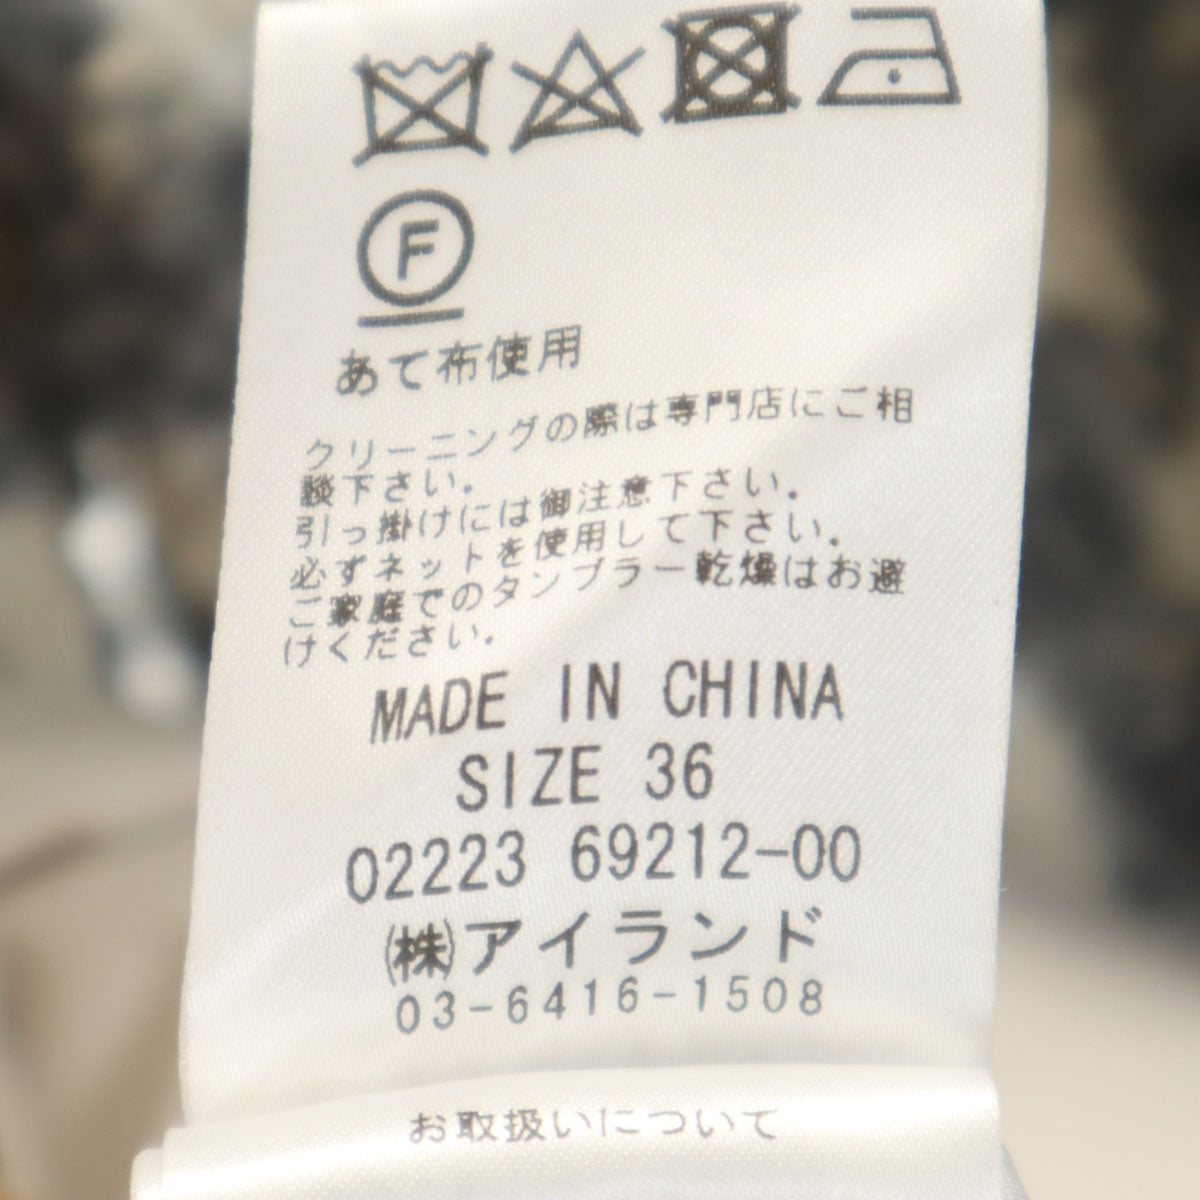 F
あて布使用
クリーニングの際は専門店にご相
談下さい.
引っ掛けには御注意下さい.
必ずネットを使用して下さい.
ご家庭でのタンブラー乾燥はお避
けください.
MADE IN CHINA
SIZE 36
02223 69212-00
㈱アイランド
03-6416-1508
お取扱いについて